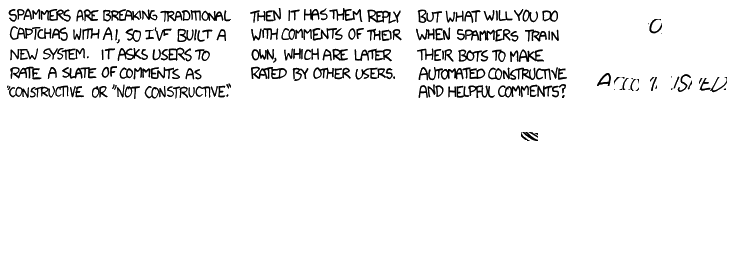 SPAMMERS ARE BREAKING TRADITIONAL
CAPTCHAS WITH AI, SO I'VE BUILT A
NEW SYSTEM. IT ASKS USERS TO
RATE A SLATE OF COMMENTS AS
"CONSTRUCTIVE OR "NOT CONSTRUCTIVE."
THEN IT HAS THEM REPLY
WITH COMMENTS OF THEIR
OWN, WHICH ARE LATER
RATED BY OTHER USERS.
BUT WHAT WILL YOU DO
WHEN SPAMMERS TRAIN
THEIR BOTS TO MAKE
AUTOMATED CONSTRUCTIVE
AND HELPFUL COMMENTS?